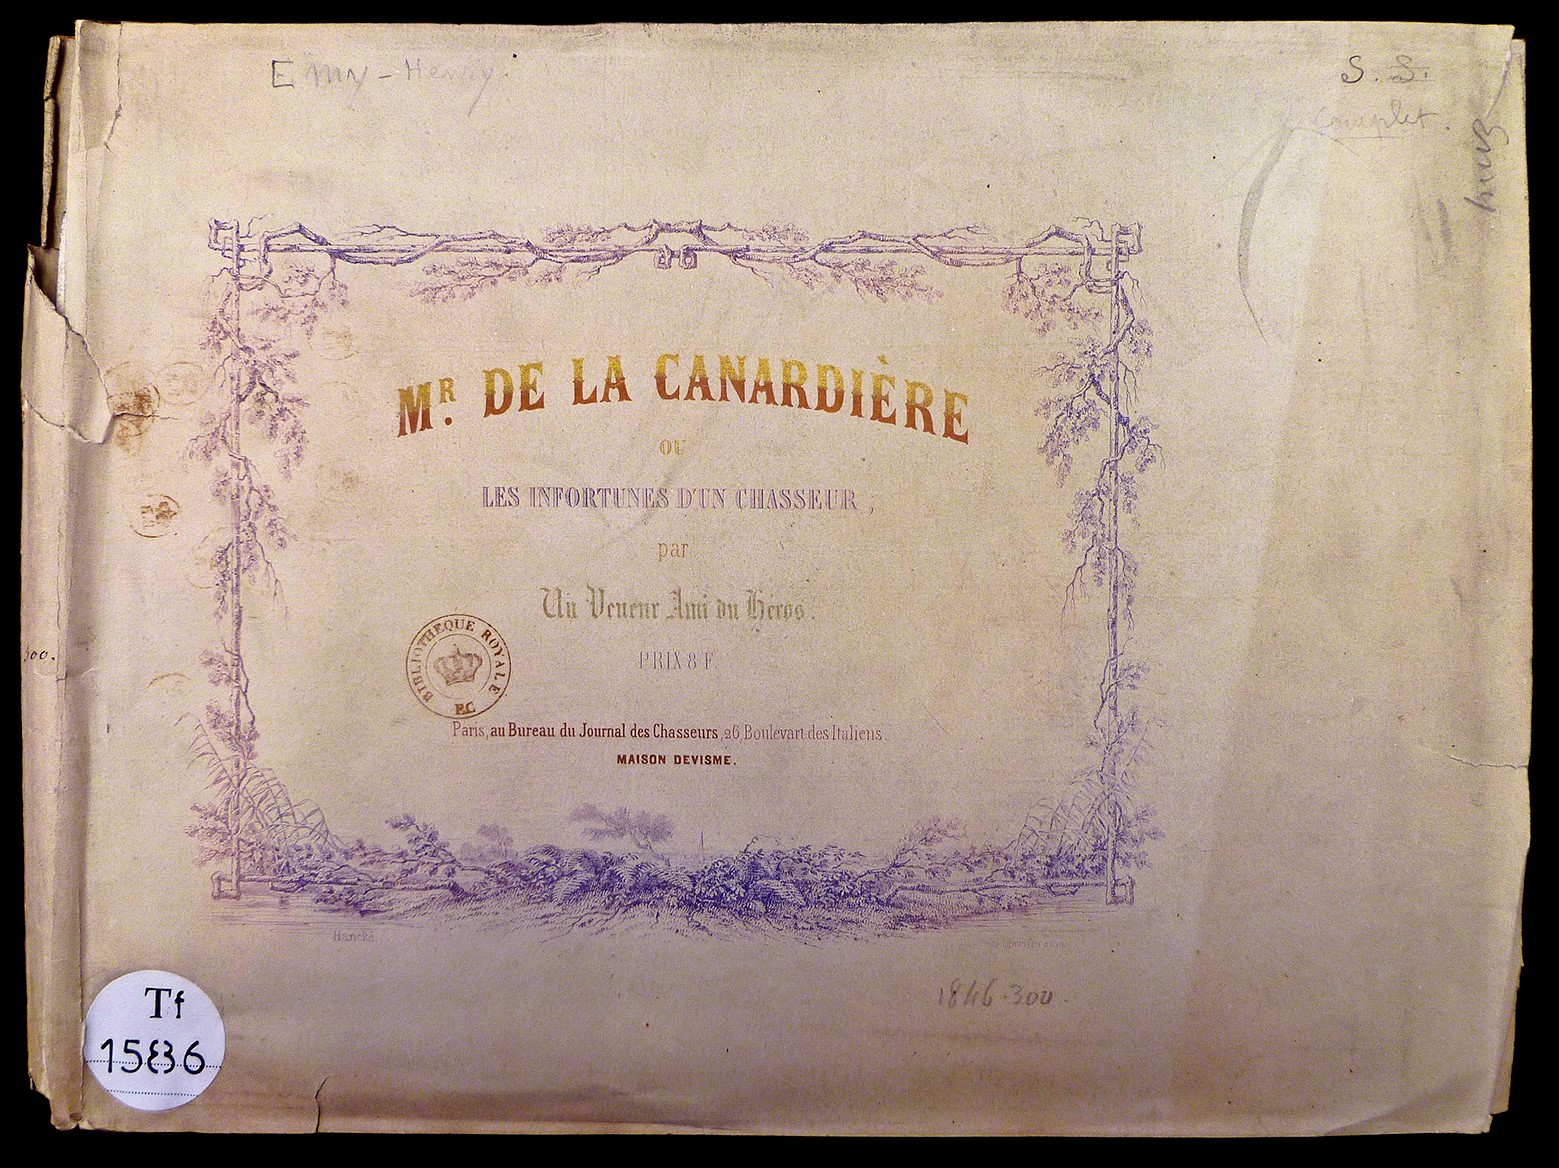 Emy-Henry.
S. S.
Complet.
MR. DE LA CANARDIÈRE
OU
LES INFORTUNES D'UN CHASSEUR,
par
Un Veneur Ami du Héros.
PRIX 8 F.
BIBLIOTHEQUE ROYALE
Paris, au Bureau du Journal des Chasseurs, 26 Boulevart des Italiens.
MAISON DEVISME.
Hancké.
1846.300.
Tf
1586